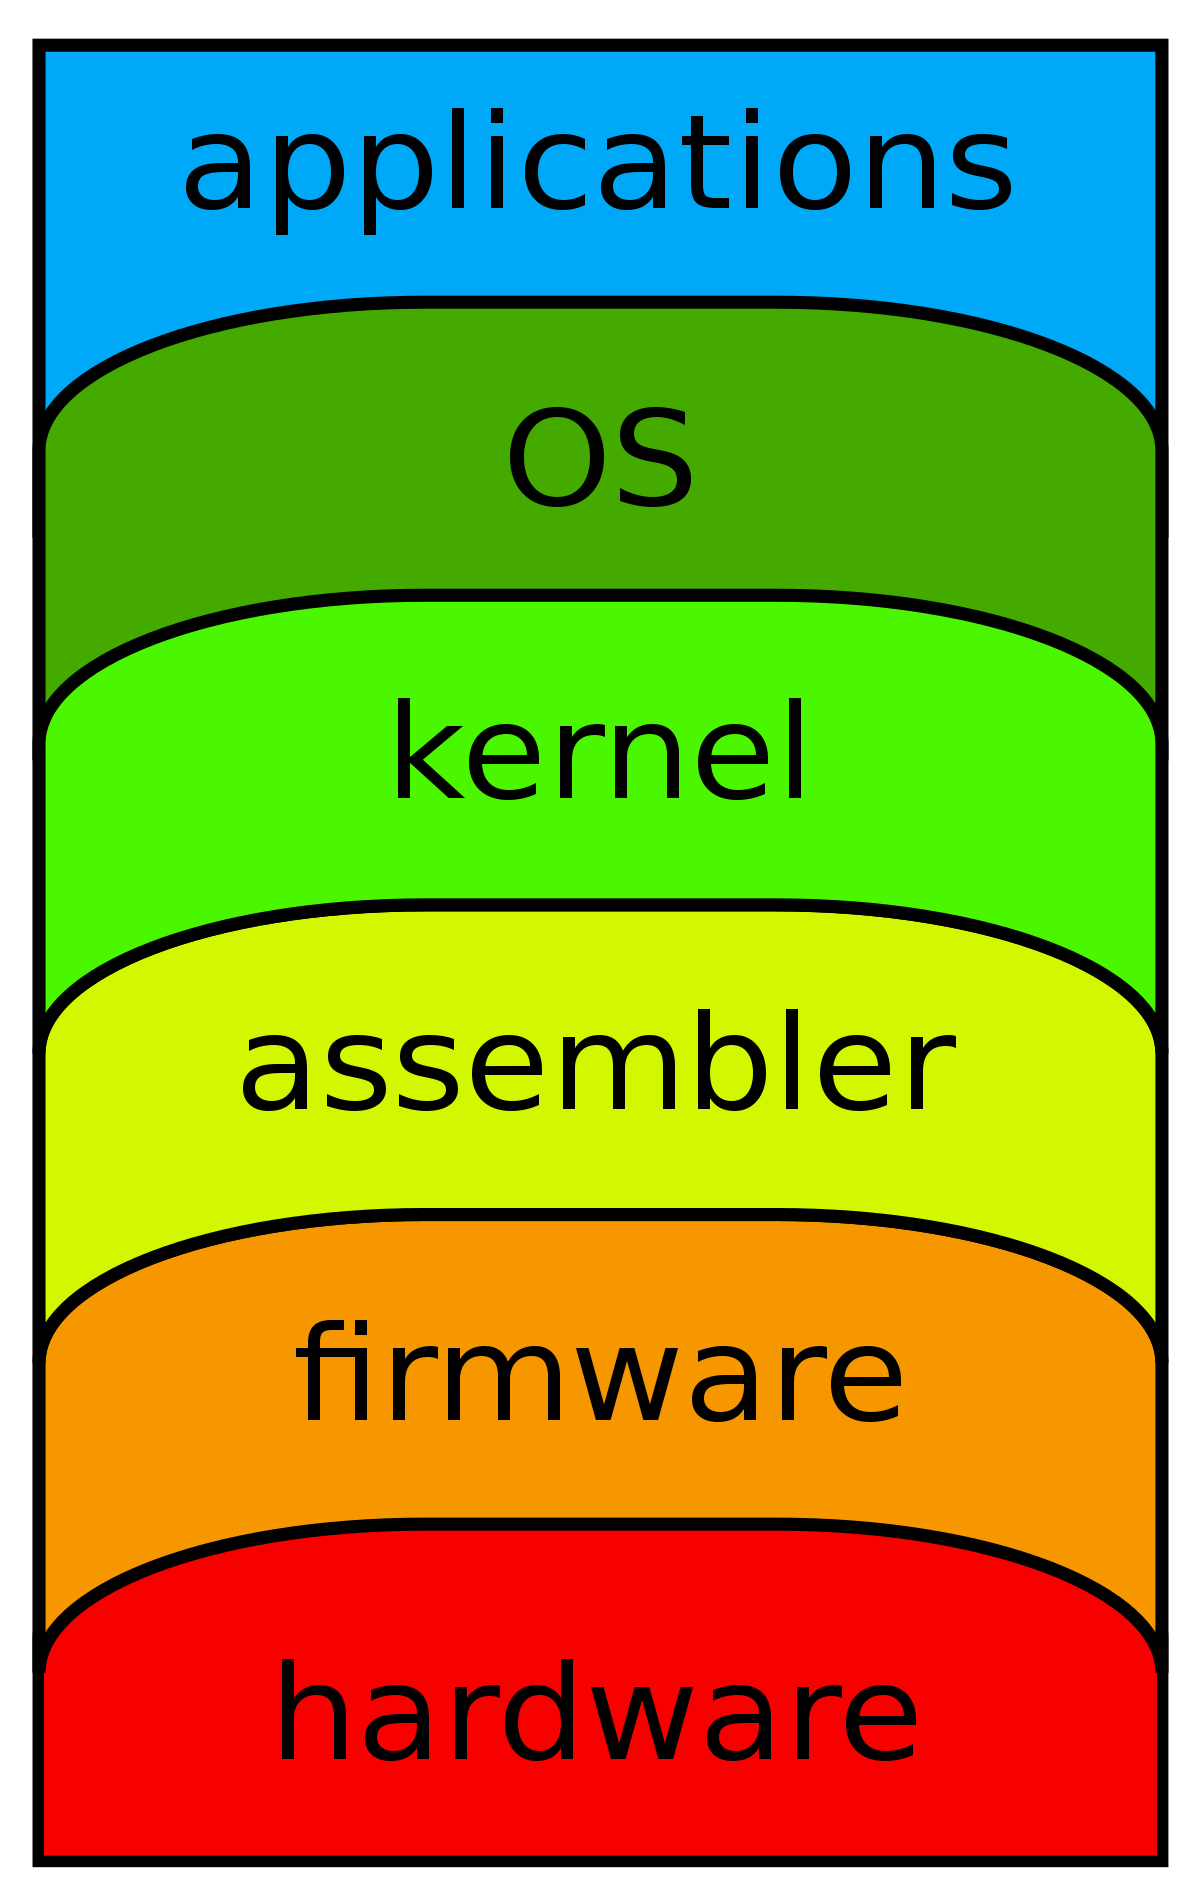 applications
OS
kernel
assembler
firmware
hardware